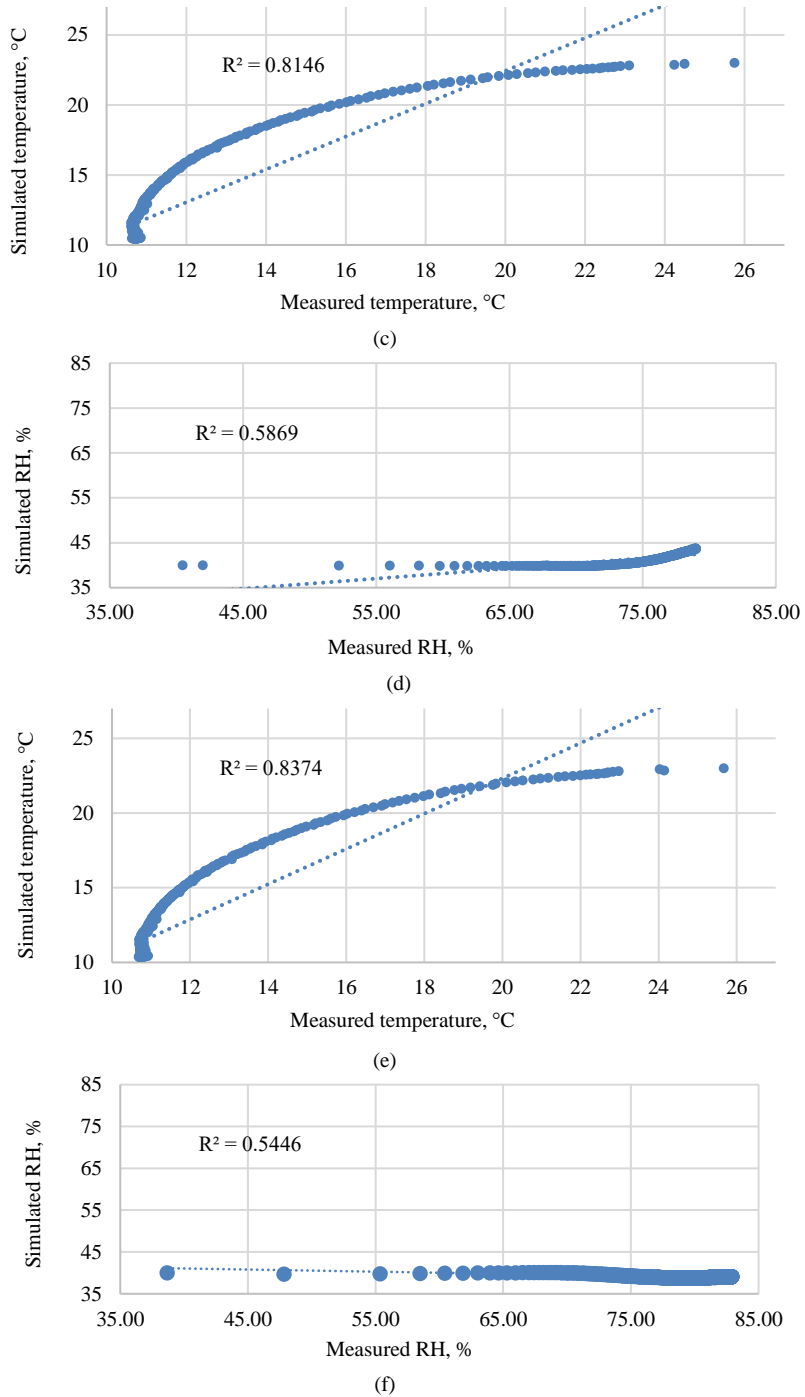 Simulated temperature, °C
25
20
15
10
R² = 0.8146
10 12 14 16 18 20 22 24 26
Measured temperature, °C
(c)
Simulated RH, %
85
75
65
55
45
35
R² = 0.5869
35.00 45.00 55.00 65.00 75.00 85.00
Measured RH, %
(d)
Simulated temperature, °C
25
20
15
10
R² = 0.8374
10 12 14 16 18 20 22 24 26
Measured temperature, °C
(e)
Simulated RH, %
85
75
65
55
45
35
R² = 0.5446
35.00 45.00 55.00 65.00 75.00 85.00
Measured RH, %
(f)